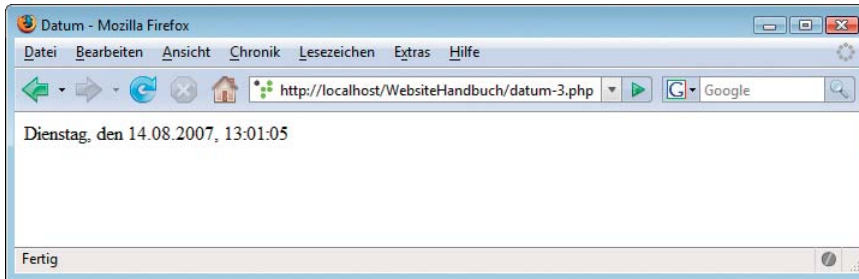 Datum - Mozilla Firefox
Datei Bearbeiten Ansicht Chronik Lesezeichen Extras Hilfe
http://localhost/WebsiteHandbuch/datum-3.php G Google
Dienstag, den 14.08.2007, 13:01:05
Fertig